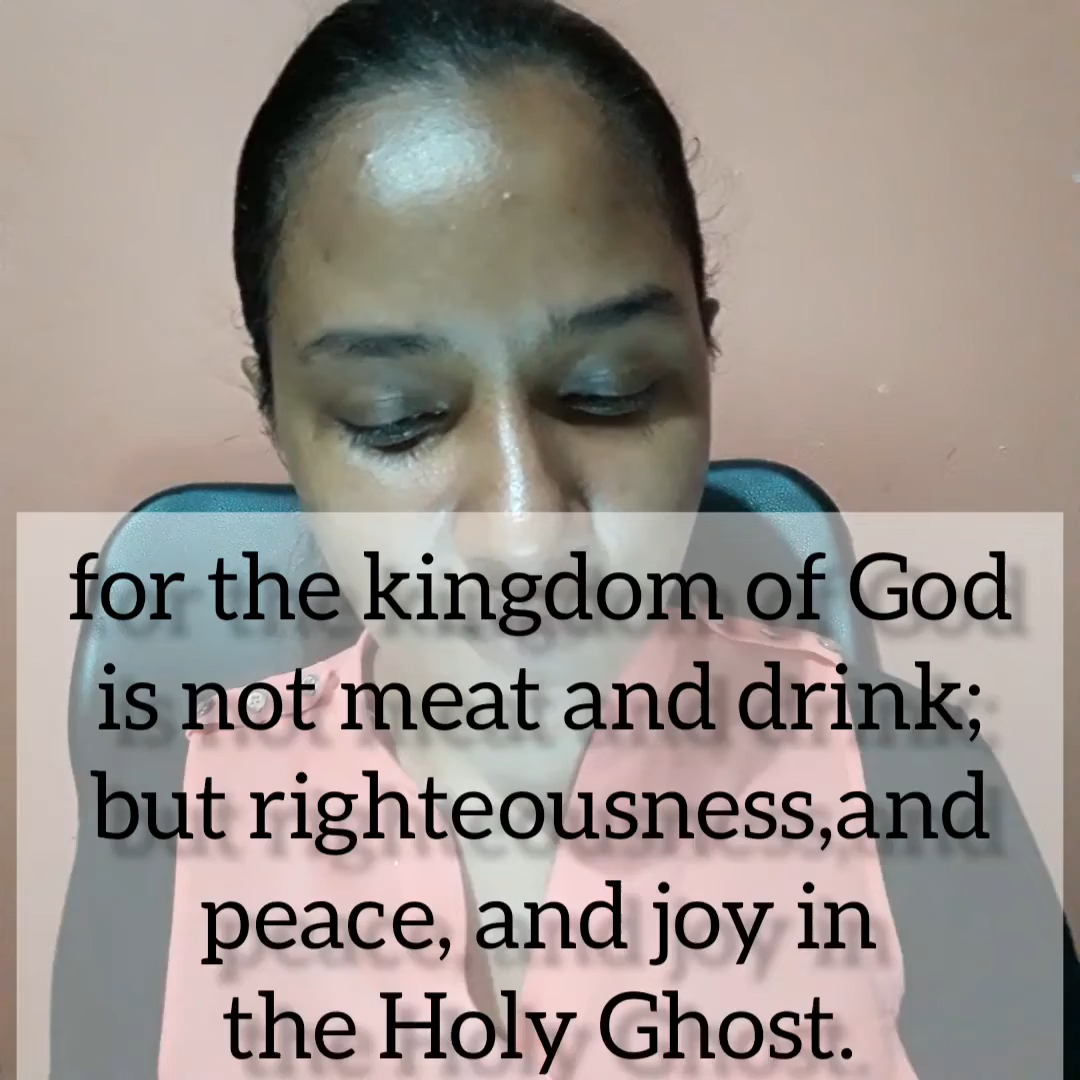 for the kingdom of God
is not meat and drink;
but righteousness,and
peace, and joy in
the Holy Ghost.